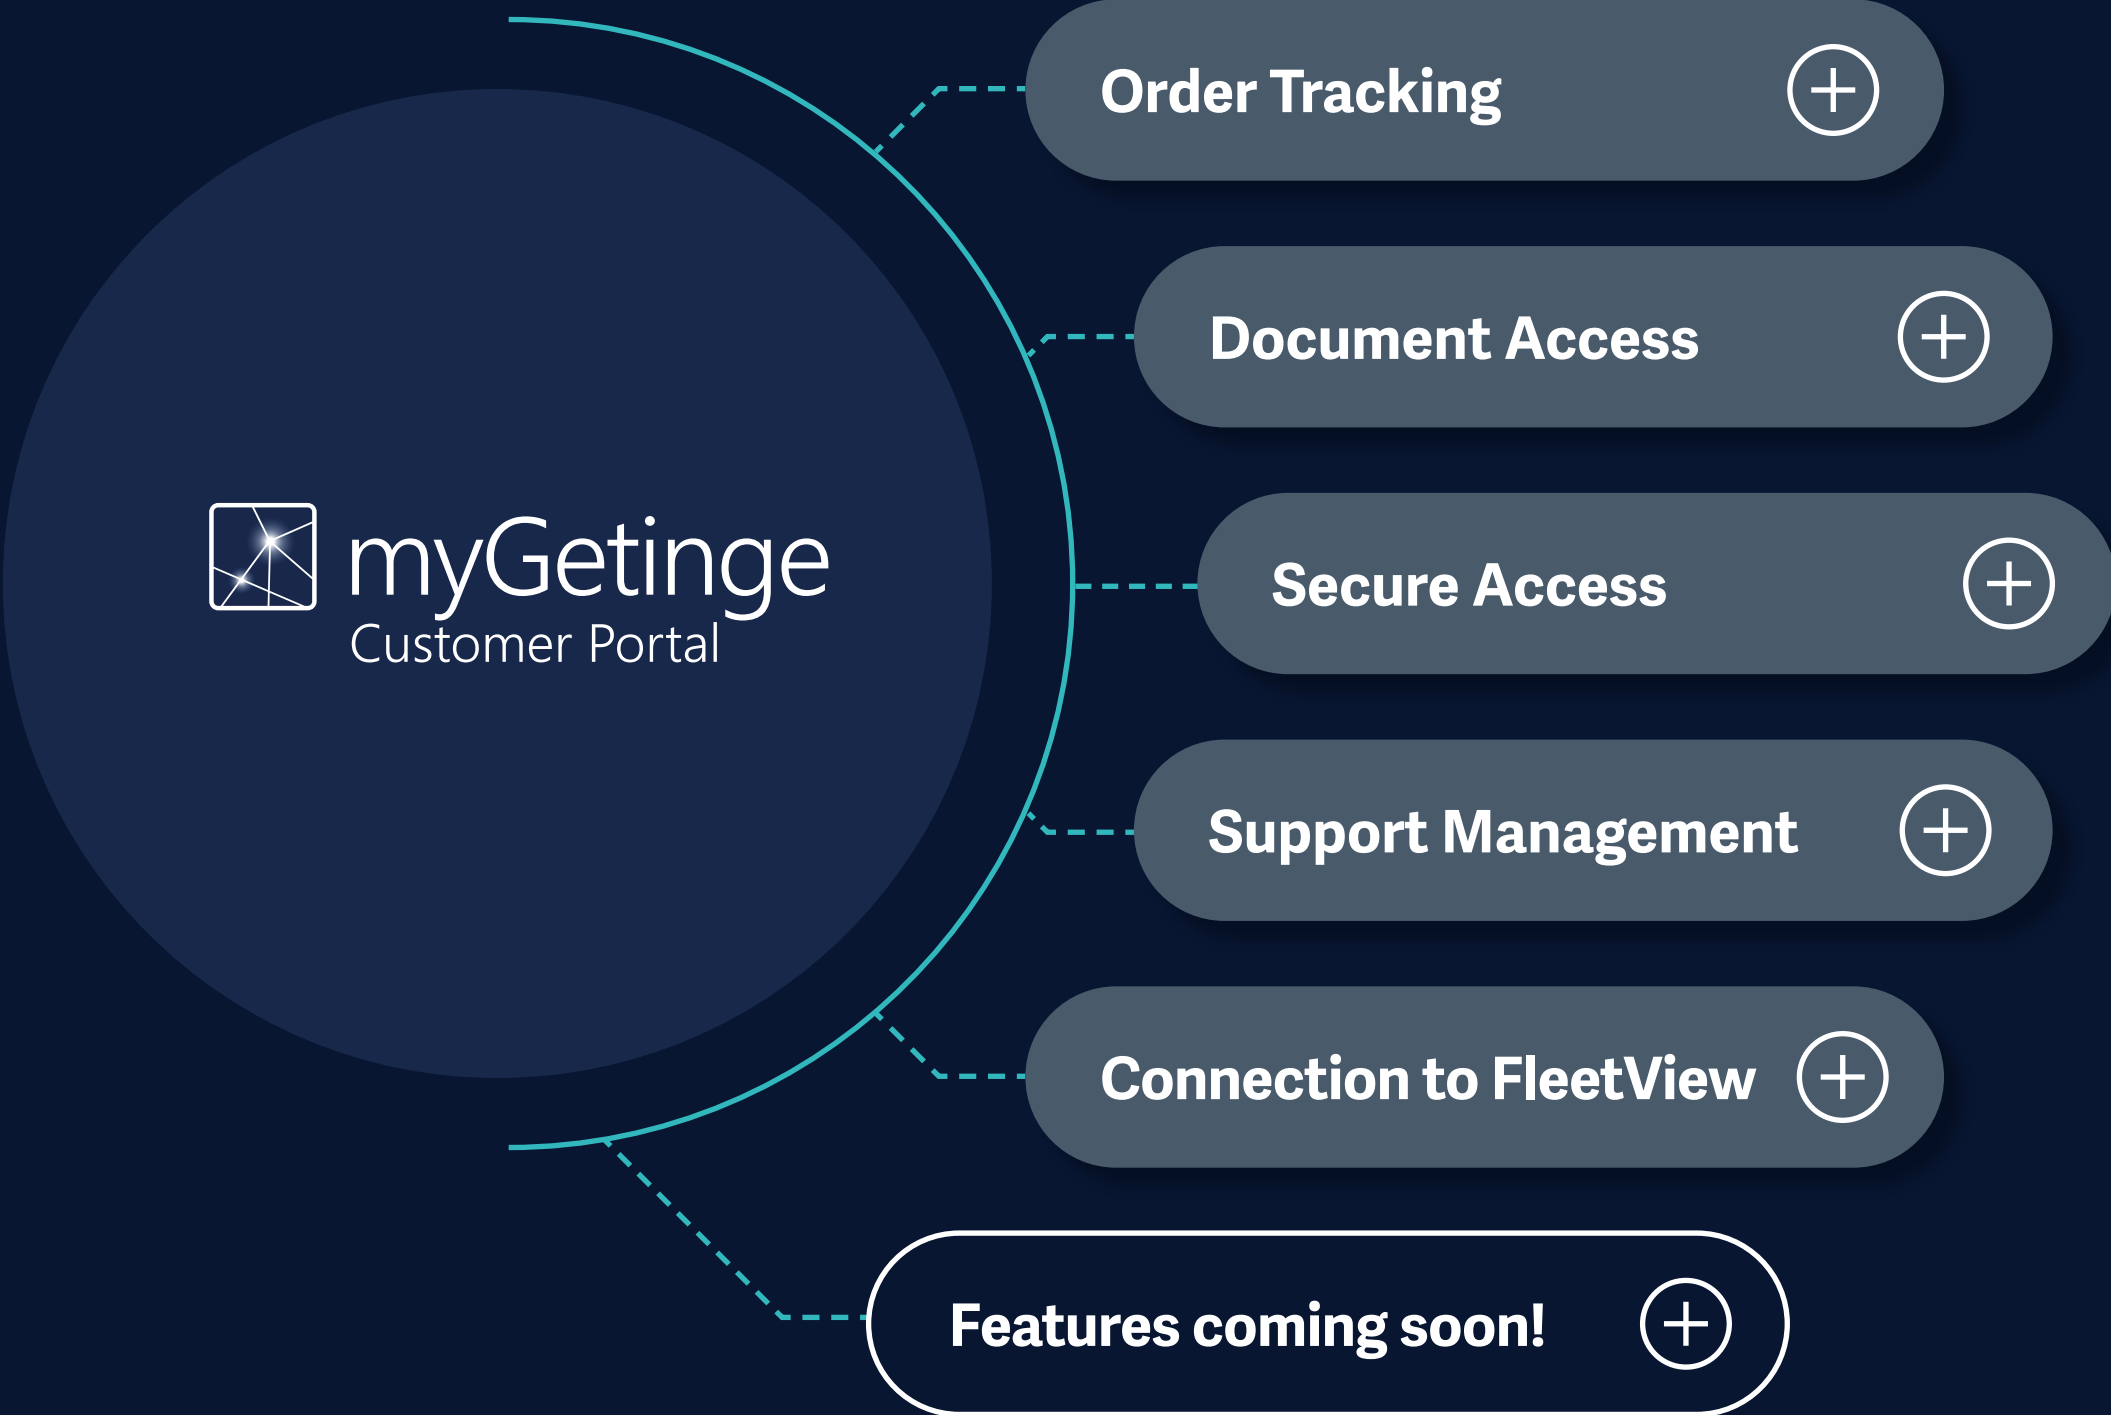 myGetinge
Customer Portal
Order Tracking
Document Access
Secure Access
Support Management
Connection to FleetView
Features coming soon!